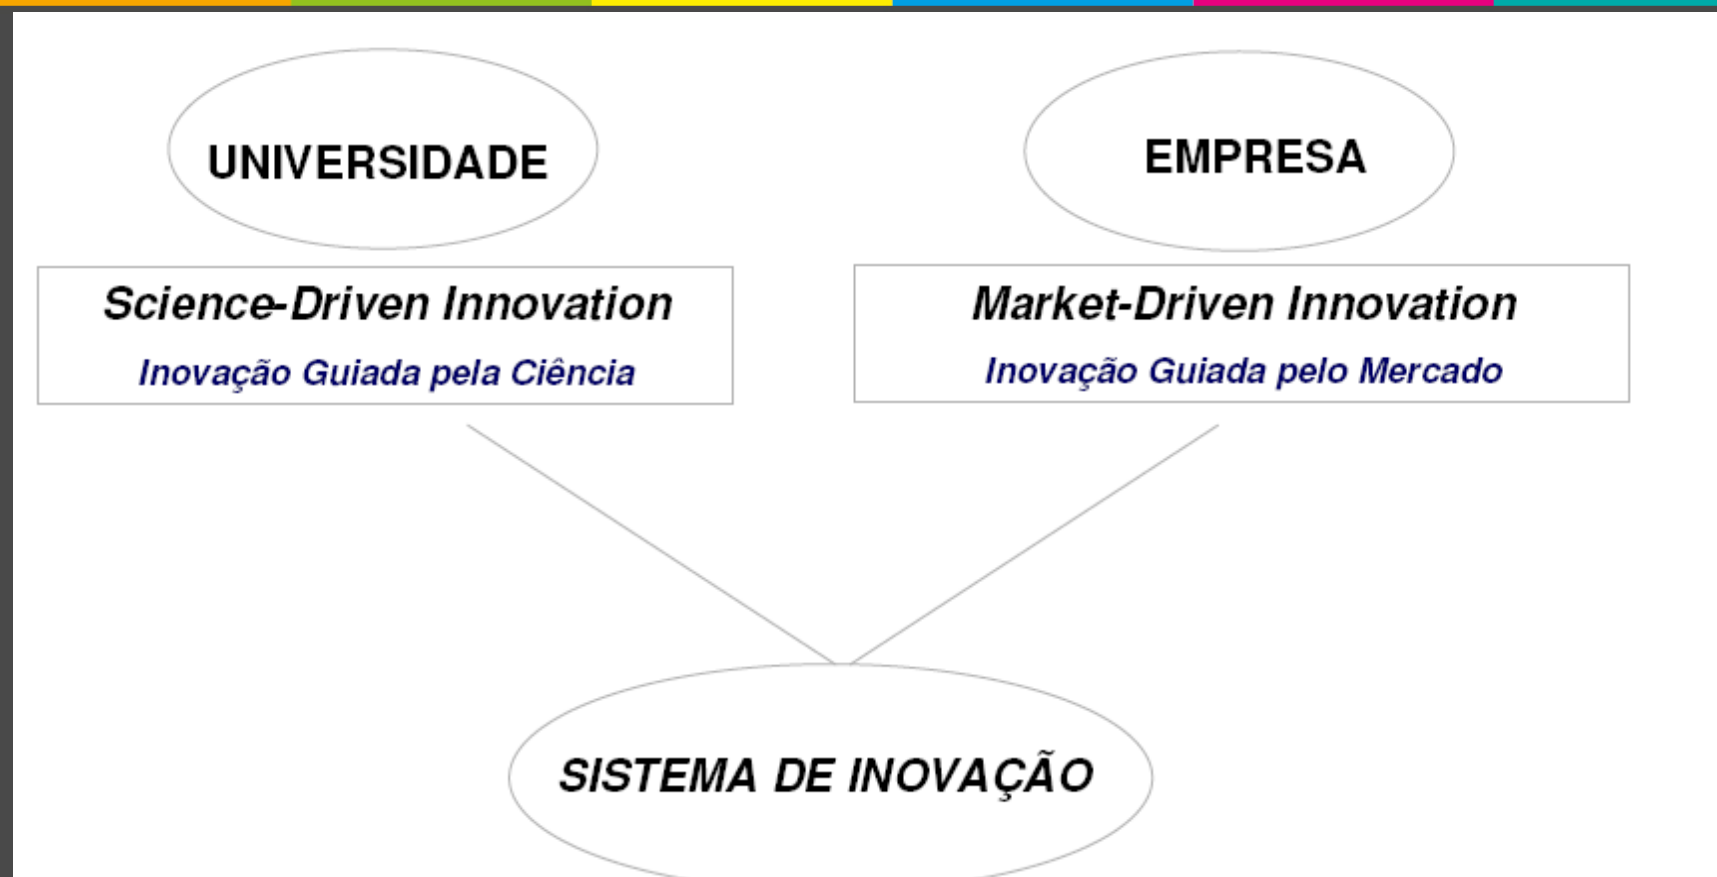 UNIVERSIDADE
EMPRESA
Science-Driven Innovation
Inovação Guiada pela Ciência
Market-Driven Innovation
Inovação Guiada pelo Mercado
SISTEMA DE INOVAÇÃO